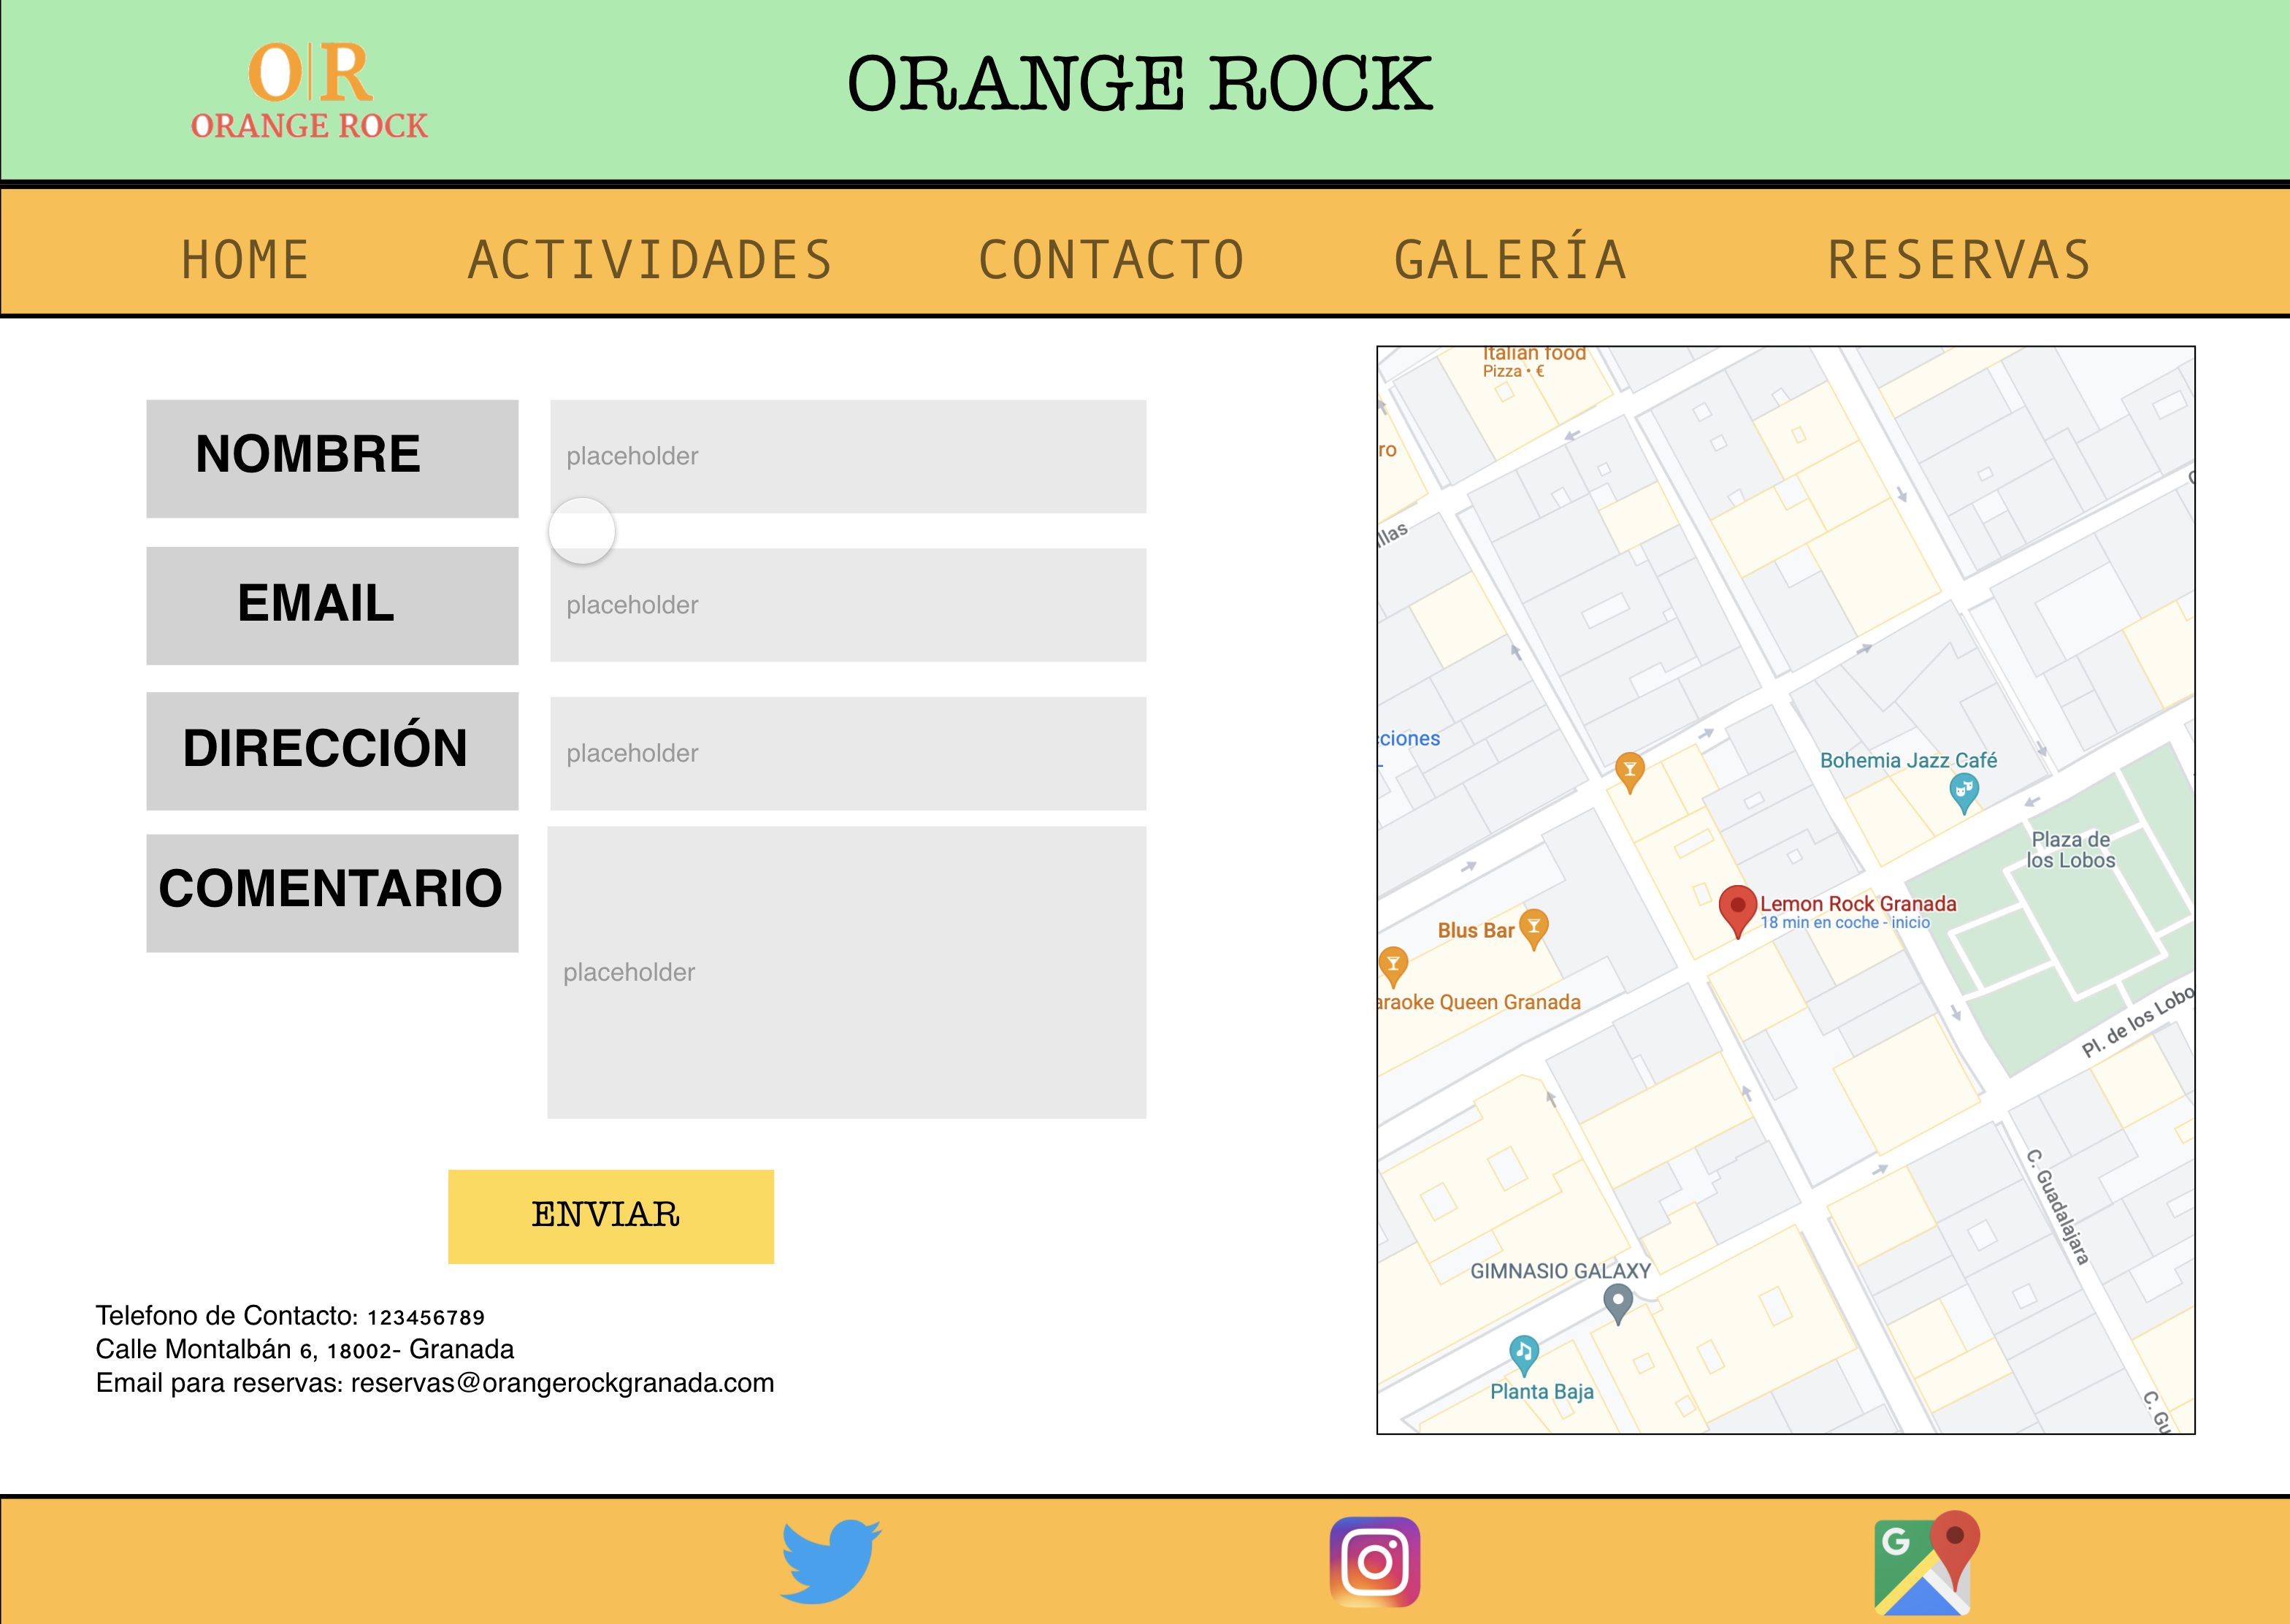 O|R
ORANGE ROCK
ORANGE ROCK
HOME ACTIVIDADES CONTACTO GALERÍA RESERVAS
NOMBRE
placeholder
EMAIL
placeholder
DIRECCIÓN
placeholder
COMENTARIO
placeholder
ENVIAR
Telefono de Contacto: 123456789
Calle Montalbán 6, 18002- Granada
Email para reservas: reservas@orangerockgranada.com
Italian food
Pizza • €
ro
llas
cciones
Bohemia Jazz Café
Plaza de
los Lobos
Lemon Rock Granada
18 min en coche - inicio
Blus Bar
araoke Queen Granada
Pl. de los Lobo
C. Guadalajara
GIMNASIO GALAXY
Planta Baja
C. Gu
G